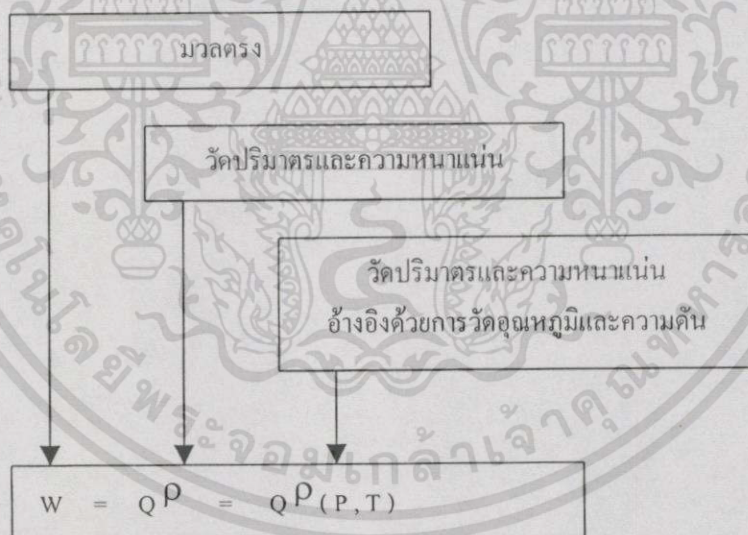 มวลตรง
วัดปริมาตรและความหนาแน่น
วัดปริมาตรและความหนาแน่น
อ้างอิงด้วยการวัดอุณหภูมิและความดัน
W = Qρ = Qρ(P,T)